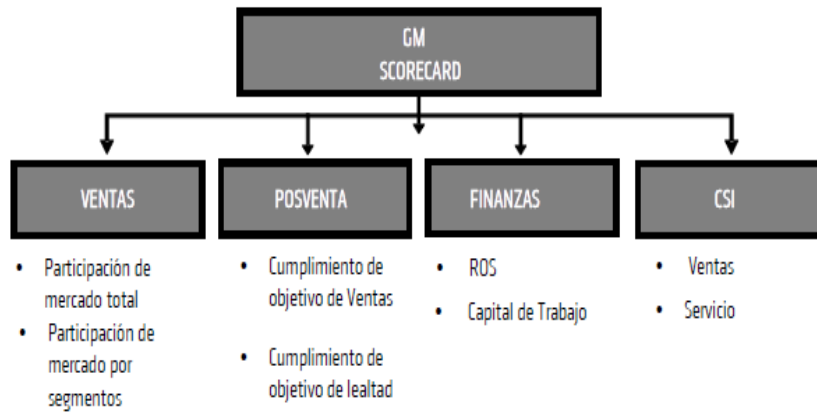 GM
SCORECARD
VENTAS
• Participación de
mercado total
• Participación de
mercado por
segmentos
POSVENTA
• Cumplimiento de
objetivo de Ventas
• Cumplimiento de
objetivo de lealtad
FINANZAS
• ROS
• Capital de Trabajo
CSI
• Ventas
• Servicio